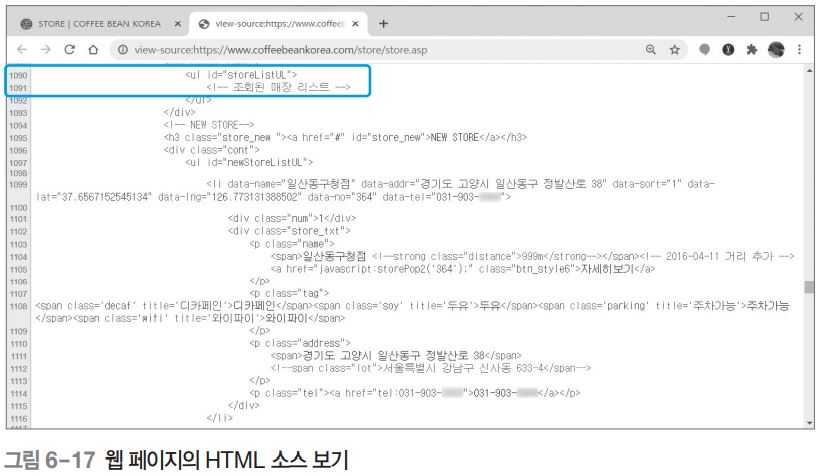 STORE | COFFEE BEAN KOREA
view-source:https://www.coffeeb
view-source:https://www.coffeebeankorea.com/store/store.asp
1090 <ul id="storeListUL">
1091 <!-- 조회된 매장 리스트 -->
1092 </ul>
1093 </div>
1094 <!-- NEW STORE-->
1095 <h3 class="store_new "><a href="#" id="store_new">NEW STORE</a></h3>
1096 <div class="cont">
1097 <ul id="newStoreListUL">
1098
1099 <li data-name="일산동구청점" data-addr="경기도 고양시 일산동구 정발산로 38" data-sort="1" data-
lat="37.6567152545134" data-lng="126.773131388502" data-no="364" data-tel="031-903-">
1100
1101 <div class="num">1</div>
1102 <div class="store_txt">
1103 <p class="name">
1104 <span>일산동구청점 <!--strong class="distance">999m</strong--></span><!-- 2016-04-11 거리 추가 -->
1105 <a href="javascript:storePop2('364');" class="btn_style6">자세히보기</a>
1106 </p>
1107 <p class="tag">
1108 <span class='decaf' title='디카페인'>디카페인</span><span class='soy' title='두유'>두유</span><span class='parking' title='주차가능'>주차가능
</span><span class='wifi' title='와이파이'>와이파이</span>
1109 </p>
1110 <p class="address">
1111 <span>경기도 고양시 일산동구 정발산로 38</span>
1112 <!--span class="lot">서울특별시 강남구 신사동 633-4</span-->
1113 </p>
1114 <p class="tel"><a href="tel:031-903-">031-903-</a></p>
1115 </div>
1116 </li>
그림 6-17 웹 페이지의 HTML 소스 보기